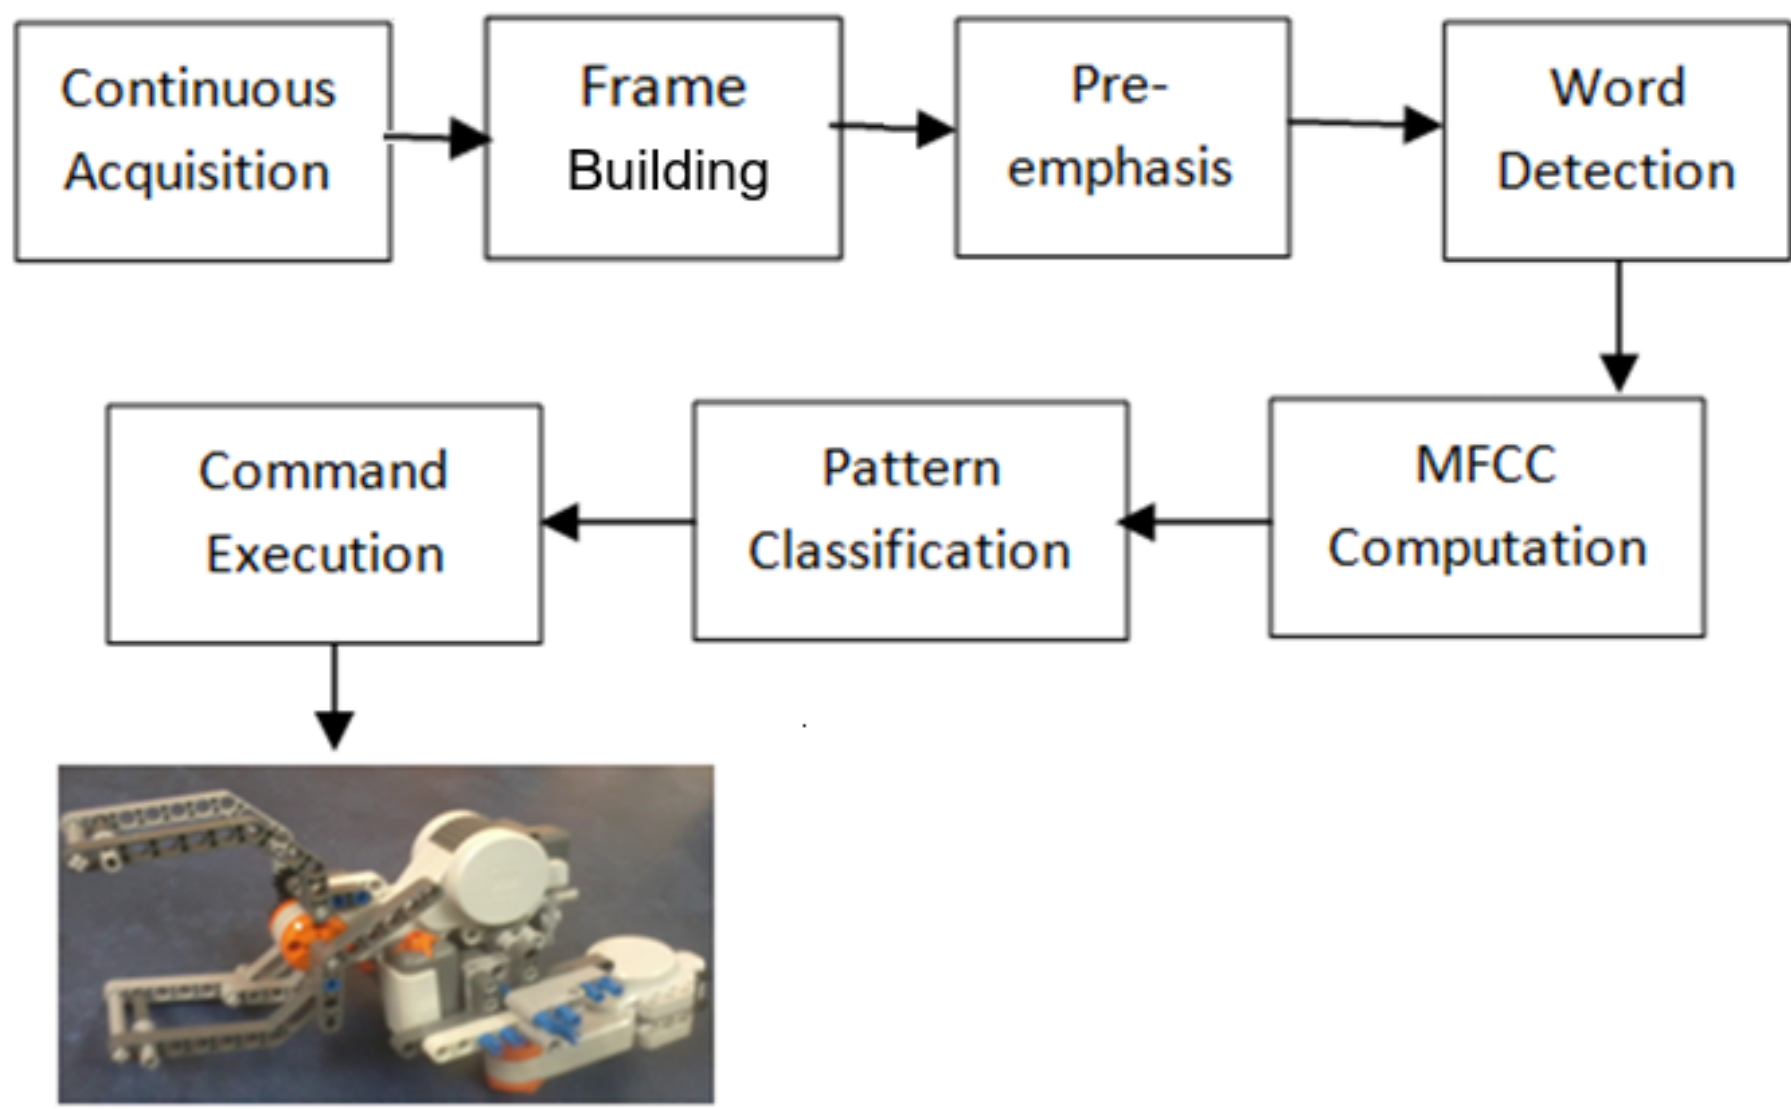 Continuous
Acquisition
Frame
Building
Pre-
emphasis
Word
Detection
MFCC
Computation
Pattern
Classification
Command
Execution